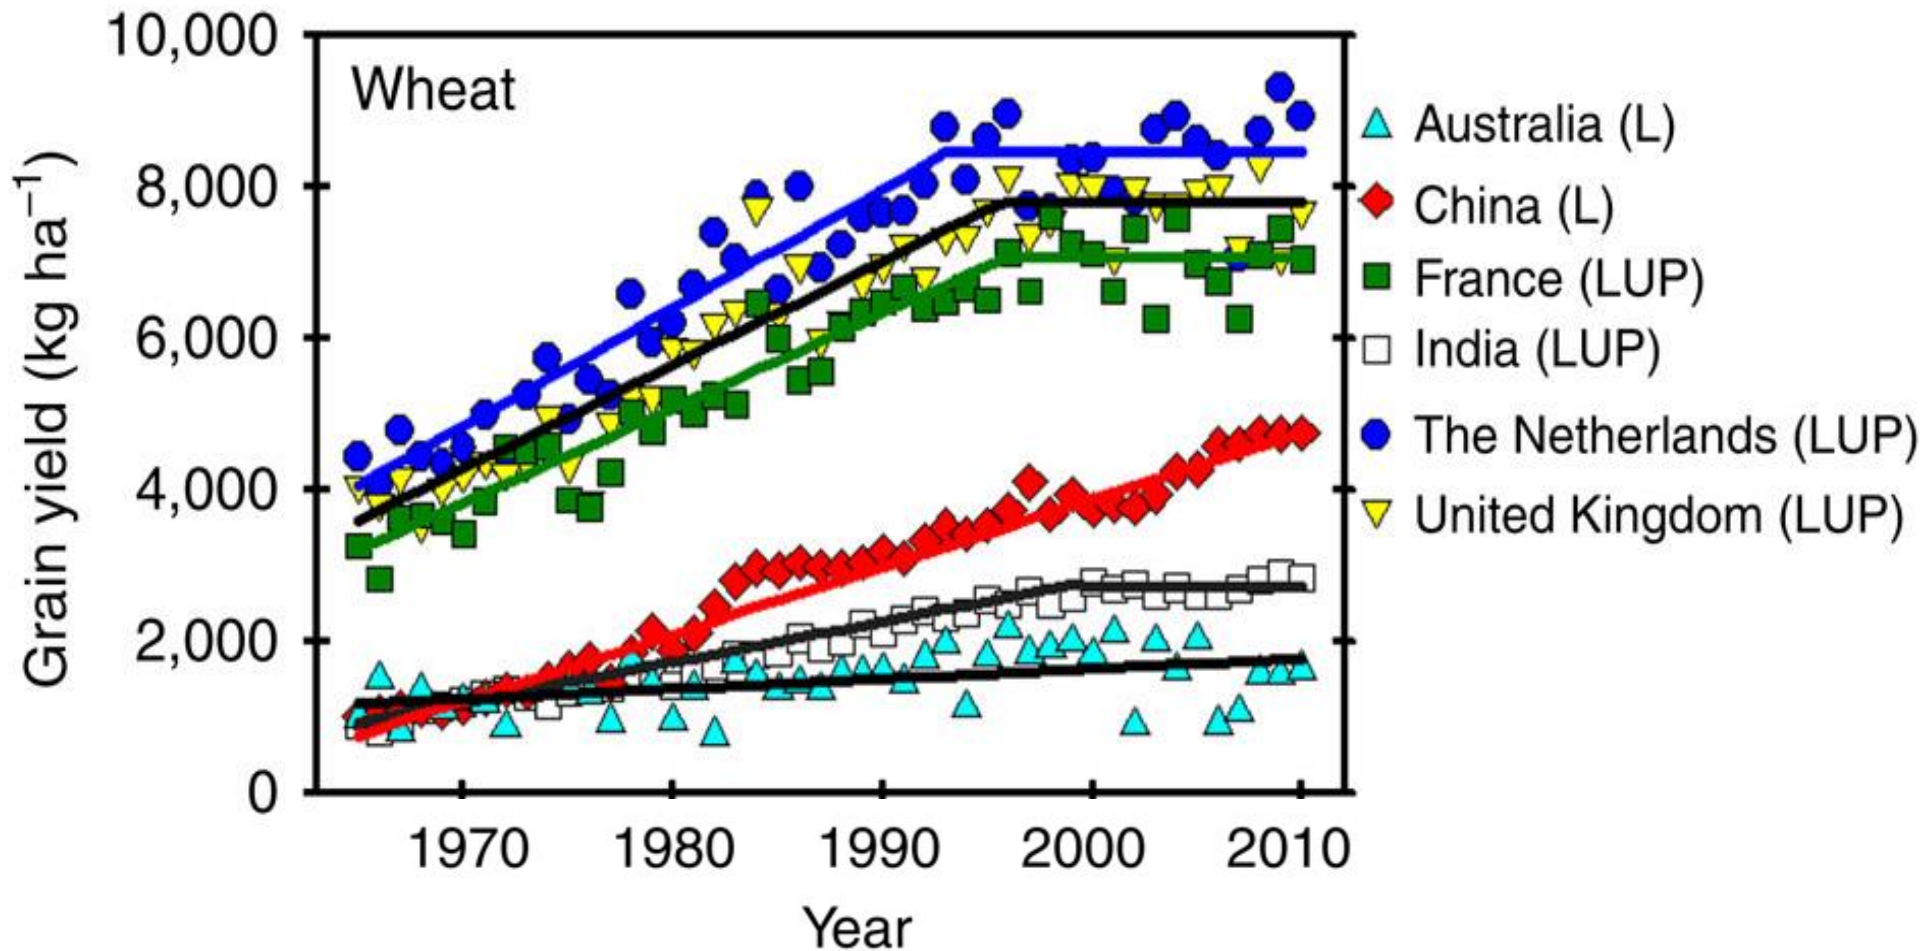 Wheat
10,000
8,000
6,000
4,000
2,000
0
Grain yield (kg ha⁻¹)
1970 1980 1990 2000 2010
Year
Australia (L)
China (L)
France (LUP)
India (LUP)
The Netherlands (LUP)
United Kingdom (LUP)